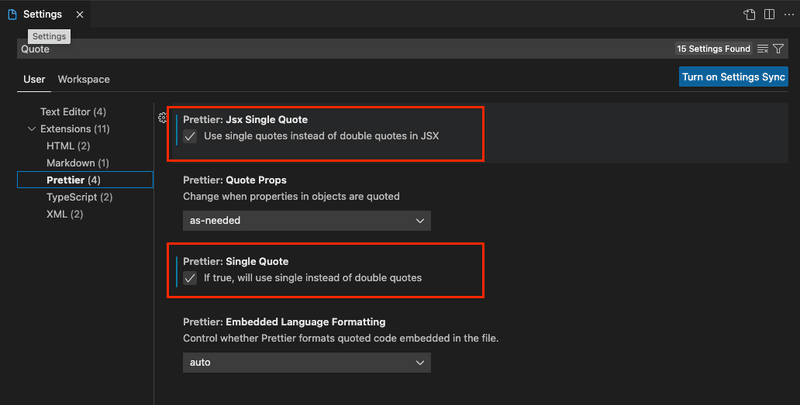 Settings
Settings
Quote
15 Settings Found
User
Workspace
Turn on Settings Sync
Text Editor (4)
Extensions (11)
HTML (2)
Markdown (1)
Prettier (4)
TypeScript (2)
XML (2)
Prettier: Jsx Single Quote
Use single quotes instead of double quotes in JSX
Prettier: Quote Props
Change when properties in objects are quoted
as-needed
Prettier: Single Quote
If true, will use single instead of double quotes
Prettier: Embedded Language Formatting
Control whether Prettier formats quoted code embedded in the file.
auto